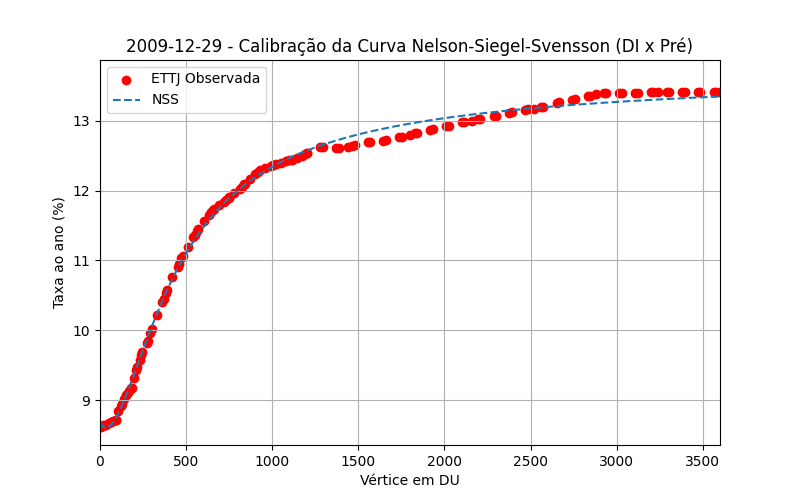 2009-12-29 - Calibração da Curva Nelson-Siegel-Svensson (DI x Pré)
ETTJ Observada
NSS
Taxa ao ano (%)
13
12
11
10
9
0 500 1000 1500 2000 2500 3000 3500
Vértice em DU